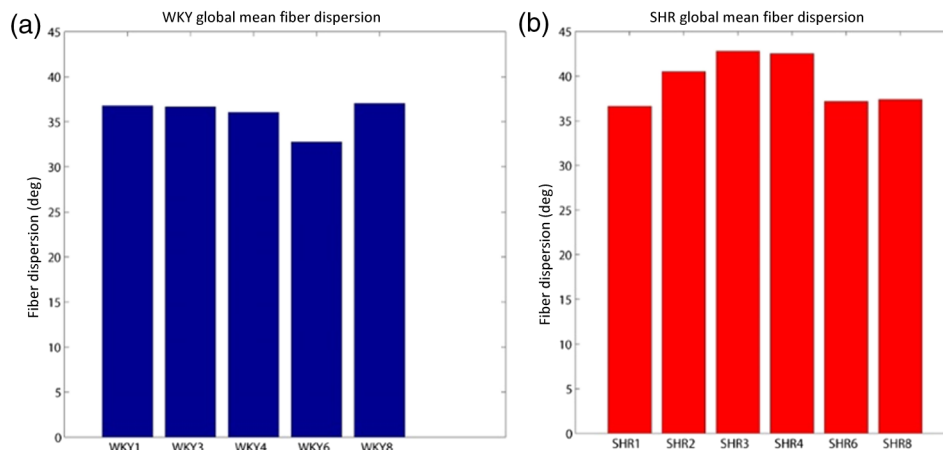 (a)
WKY global mean fiber dispersion
Fiber dispersion (deg)
45
40
35
30
25
20
15
10
5
0
WKY1 WKY3 WKY4 WKY6 WKY8
(b)
SHR global mean fiber dispersion
Fiber dispersion (deg)
45
40
35
30
25
20
15
10
5
0
SHR1 SHR2 SHR3 SHR4 SHR6 SHR8